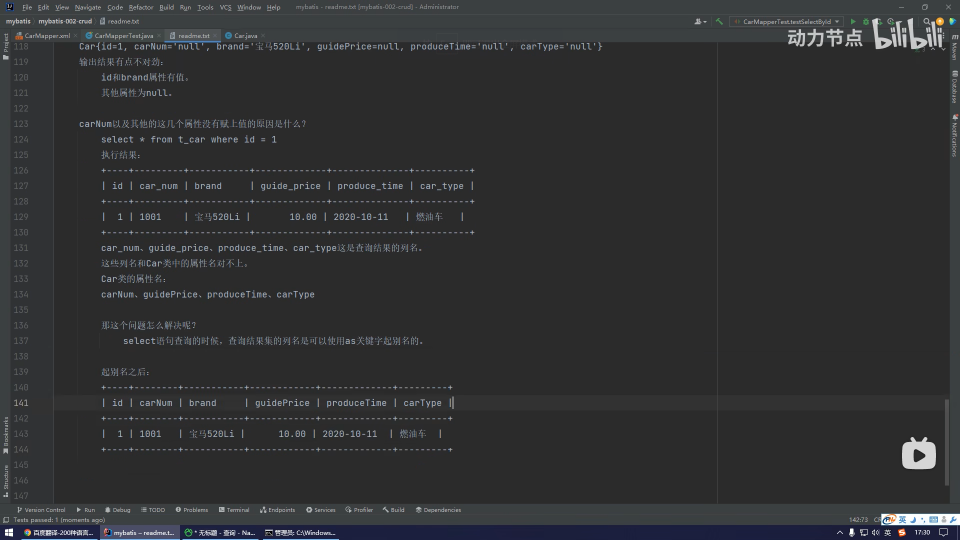 File Edit View Navigate Code Refactor Build Run Tools VCS Window Help mybatis - readme.txt [mybatis-002-crud] - Administrator
mybatis mybatis-002-crud readme.txt CarMapperTest.testSelectById
CarMapper.xml CarMapperTest.java readme.txt Car.java
动力节点 bilibili
118 Car{id=1, carNum='null', brand='宝马520Li', guidePrice=null, produceTime='null', carType='null'}
119 输出结果有点不对劲：
120 id和brand属性有值。
121 其他属性为null。
122
123 carNum以及其他的这几个属性没有赋上值的原因是什么？
124 select * from t_car where id = 1
125 执行结果：
126 +----+---------+-----------+-------------+--------------+----------+
127 | id | car_num | brand | guide_price | produce_time | car_type |
128 +----+---------+-----------+-------------+--------------+----------+
129 | 1 | 1001 | 宝马520Li | 10.00 | 2020-10-11 | 燃油车 |
130 +----+---------+-----------+-------------+--------------+----------+
131 car_num、guide_price、produce_time、car_type这是查询结果的列名。
132 这些列名和Car类中的属性名对不上。
133 Car类的属性名：
134 carNum、guidePrice、produceTime、carType
135
136 那这个问题怎么解决呢？
137 select语句查询的时候，查询结果集的列名是可以使用as关键字起别名的。
138
139 起别名之后：
140 +----+--------+-----------+------------+-------------+---------+
141 | id | carNum | brand | guidePrice | produceTime | carType |
142 +----+--------+-----------+------------+-------------+---------+
143 | 1 | 1001 | 宝马520Li | 10.00 | 2020-10-11 | 燃油车 |
144 +----+--------+-----------+------------+-------------+---------+
145
146
147
Project
Bookmarks
Structure
Maven
Database
Notifications
Version Control Run Debug TODO Problems Terminal Endpoints Services Profiler Build Dependencies
Tests passed: 1 (moments ago) 142:73
百度翻译-200种语言... mybatis – readme.t... * 无标题 - 查询 - Na... 管理员: C:\Windows... 英 17:30
英